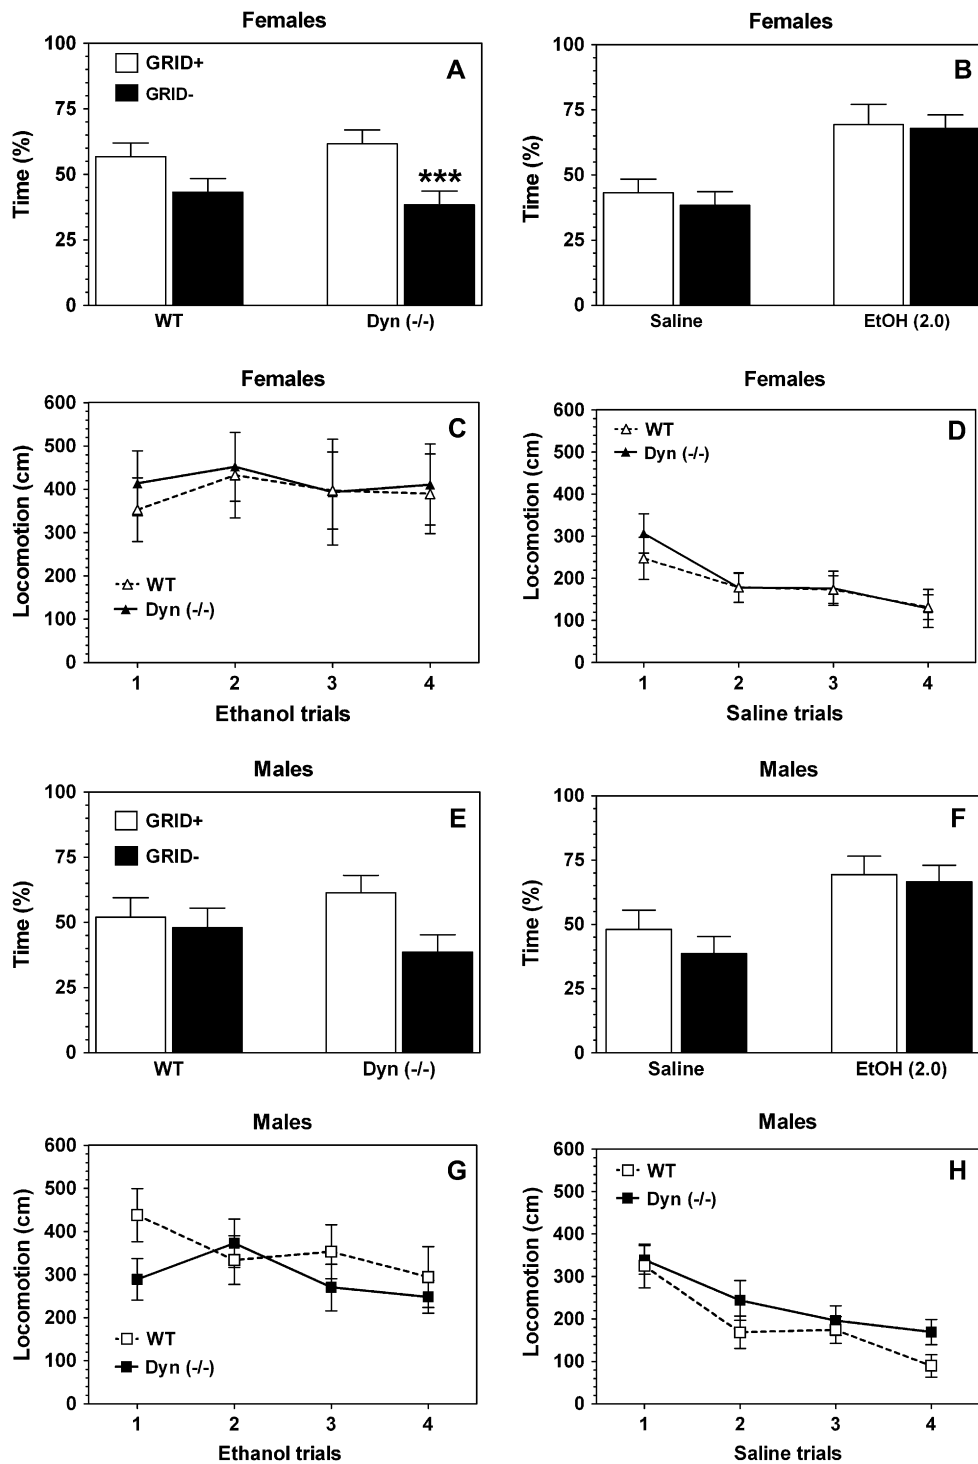 Females
A
GRID+
GRID-
***
Time (%)
100
75
50
25
0
WT
Dyn (-/-)
Females
B
Time (%)
100
75
50
25
0
Saline
EtOH (2.0)
Females
C
Locomotion (cm)
600
500
400
300
200
100
0
WT
Dyn (-/-)
1 2 3 4
Ethanol trials
Females
D
WT
Dyn (-/-)
Locomotion (cm)
600
500
400
300
200
100
0
1 2 3 4
Saline trials
Males
E
GRID+
GRID-
Time (%)
100
75
50
25
0
WT
Dyn (-/-)
Males
F
Time (%)
100
75
50
25
0
Saline
EtOH (2.0)
Males
G
Locomotion (cm)
600
500
400
300
200
100
0
WT
Dyn (-/-)
1 2 3 4
Ethanol trials
Males
H
WT
Dyn (-/-)
Locomotion (cm)
600
500
400
300
200
100
0
1 2 3 4
Saline trials